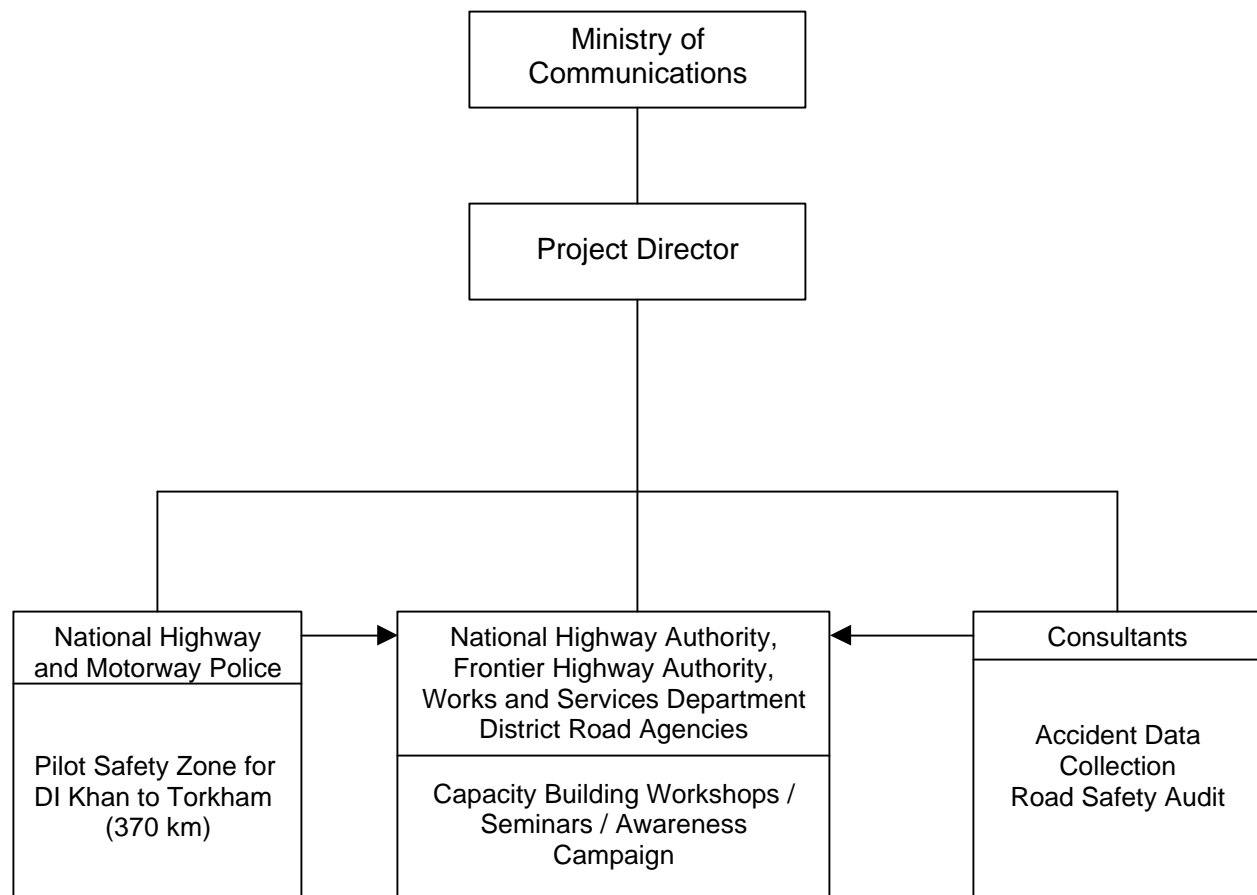 Ministry of
Communications
Project Director
National Highway
and Motorway Police
Pilot Safety Zone for
DI Khan to Torkham
(370 km)
National Highway Authority,
Frontier Highway Authority,
Works and Services Department
District Road Agencies
Capacity Building Workshops /
Seminars / Awareness
Campaign
Consultants
Accident Data
Collection
Road Safety Audit